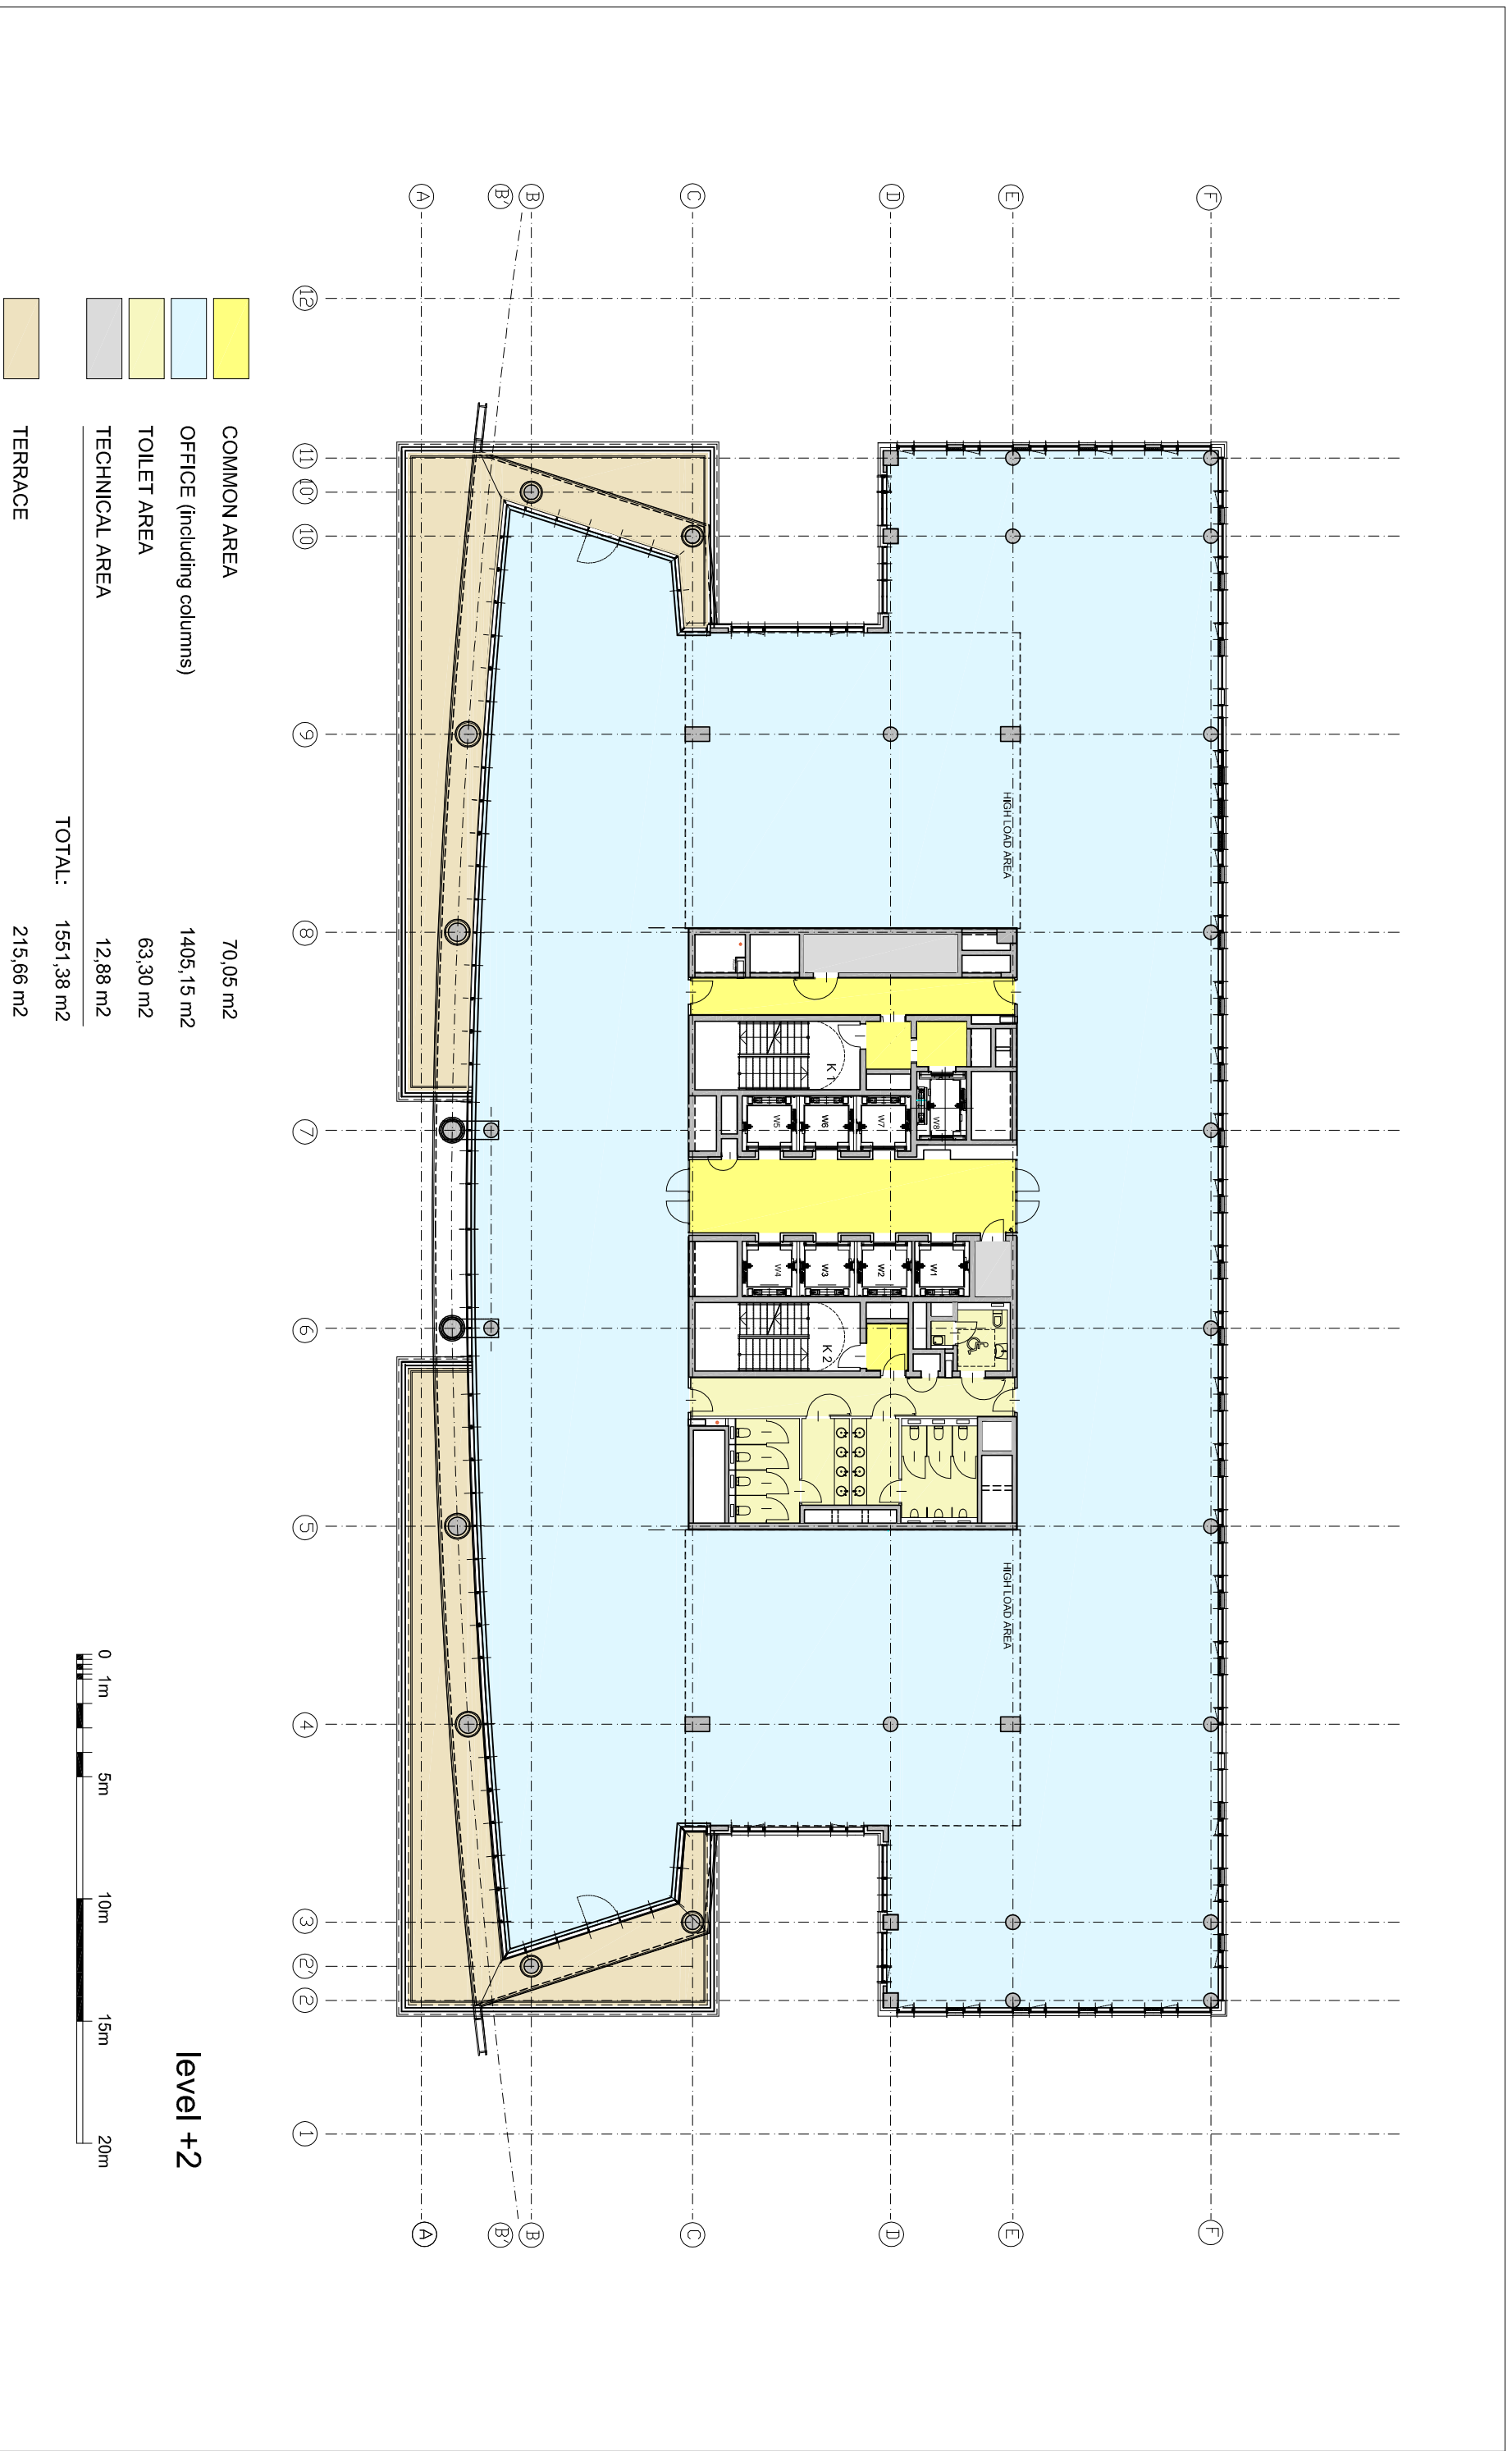 F
E
D
C
B
B'
A
12
11
10'
10
9
8
7
6
5
4
3
2'
2
1
F
E
D
C
B
B'
A
HIGH LOAD AREA
HIGH LOAD AREA
K 1
W8
W7
W6
W5
W1
W2
W3
W4
K 2
COMMON AREA 70,05 m2
OFFICE (including columns) 1405,15 m2
TOILET AREA 63,30 m2
TECHNICAL AREA 12,88 m2
TOTAL: 1551,38 m2
TERRACE 215,66 m2
level +2
0 1m 5m 10m 15m 20m